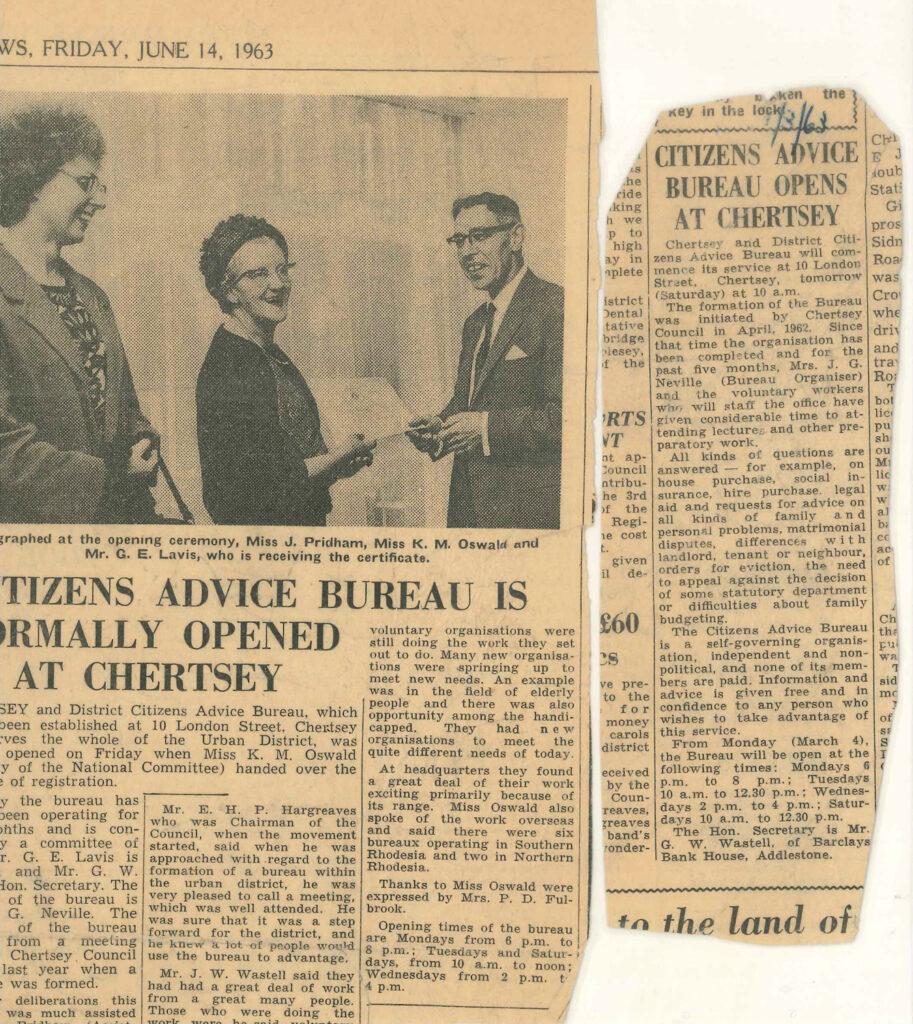 WS, FRIDAY, JUNE 14, 1963
graphed at the opening ceremony, Miss J. Pridham, Miss K. M. Oswald and
Mr. G. E. Lavis, who is receiving the certificate.
TIZENS ADVICE BUREAU IS
ORMALLY OPENED
AT CHERTSEY
SEY and District Citizens Advice Bureau, which
been established at 10 London Street, Chertsey
rves the whole of the Urban District, was
opened on Friday when Miss K. M. Oswald
y of the National Committee) handed over the
e of registration.
y the bureau has
been operating for
nths and is con-
y a committee of
r. G. E. Lavis is
and Mr. G. W.
Hon. Secretary. The
of the bureau is
G. Neville. The
of the bureau
from a meeting
Chertsey Council
last year when a
e was formed.
deliberations this
was much assisted
Mr. E. H. P. Hargreaves
who was Chairman of the
Council, when the movement
started, said when he was
approached with regard to the
formation of a bureau within
the urban district, he was
very pleased to call a meeting,
which was well attended. He
was sure that it was a step
forward for the district, and
he knew a lot of people would
use the bureau to advantage.
Mr. J. W. Wastell said they
had had a great deal of work
from a great many people.
Those who were doing the
work were he said
voluntary organisations were
still doing the work they set
out to do. Many new organisa-
tions were springing up to
meet new needs. An example
was in the field of elderly
people and there was also
opportunity among the handi-
capped. They had new
organisations to meet the
quite different needs of today.
At headquarters they found
a great deal of their work
exciting primarily because of
its range. Miss Oswald also
spoke of the work overseas
and said there were six
bureaux operating in Southern
Rhodesia and two in Northern
Rhodesia.
Thanks to Miss Oswald were
expressed by Mrs. P. D. Ful-
brook.
Opening times of the bureau
are Mondays from 6 p.m. to
8 p.m.; Tuesdays and Satur-
days, from 10 a.m. to noon;
Wednesdays from 2 p.m. t
4 p.m.
the
key in the lock
/3/63
CITIZENS ADVICE
BUREAU OPENS
AT CHERTSEY
Chertsey and District Citi-
zens Advice Bureau will com-
mence its service at 10 London
Street, Chertsey, tomorrow
(Saturday) at 10 a.m.
The formation of the Bureau
was initiated by Chertsey
Council in April, 1962. Since
that time the organisation has
been completed and for the
past five months, Mrs. J. G.
Neville (Bureau Organiser)
and the voluntary workers
who will staff the office have
given considerable time to at-
tending lectures and other pre-
paratory work.
All kinds of questions are
answered — for example, on
house purchase, social in-
surance, hire purchase, legal
aid and requests for advice on
all kinds of family and
personal problems, matrimonial
disputes, differences with
landlord, tenant or neighbour,
orders for eviction, the need
to appeal against the decision
of some statutory department
or difficulties about family
budgeting.
The Citizens Advice Bureau
is a self-governing organis-
ation, independent and non-
political, and none of its mem-
bers are paid. Information and
advice is given free and in
confidence to any person who
wishes to take advantage of
this service.
From Monday (March 4),
the Bureau will be open at the
following times: Mondays 6
p.m. to 8 p.m.; Tuesdays
10 a.m. to 12.30 p.m.; Wednes-
days 2 p.m. to 4 p.m.; Satur-
days 10 a.m. to 12.30 p.m.
The Hon. Secretary is Mr.
G. W. Wastell, of Barclays
Bank House, Addlestone.
to the land of